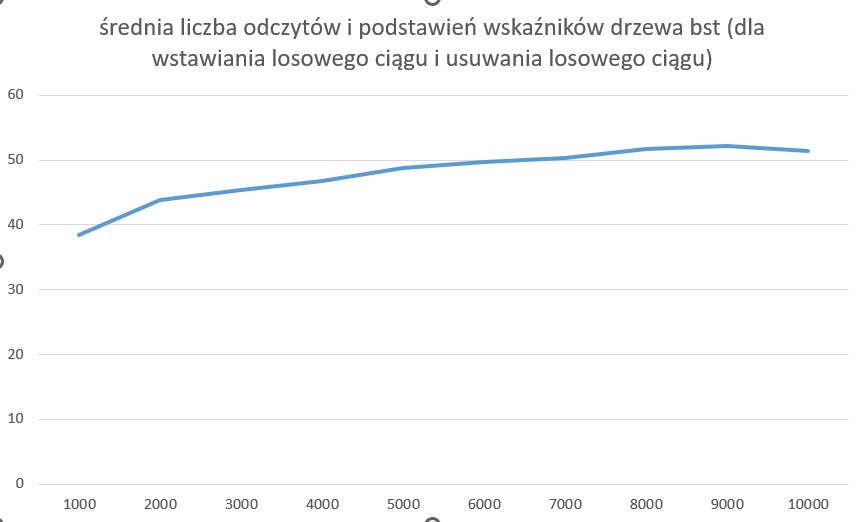 średnia liczba odczytów i podstawień wskaźników drzewa bst (dla
wstawiania losowego ciągu i usuwania losowego ciągu)
60
50
40
30
20
10
0
1000 2000 3000 4000 5000 6000 7000 8000 9000 10000